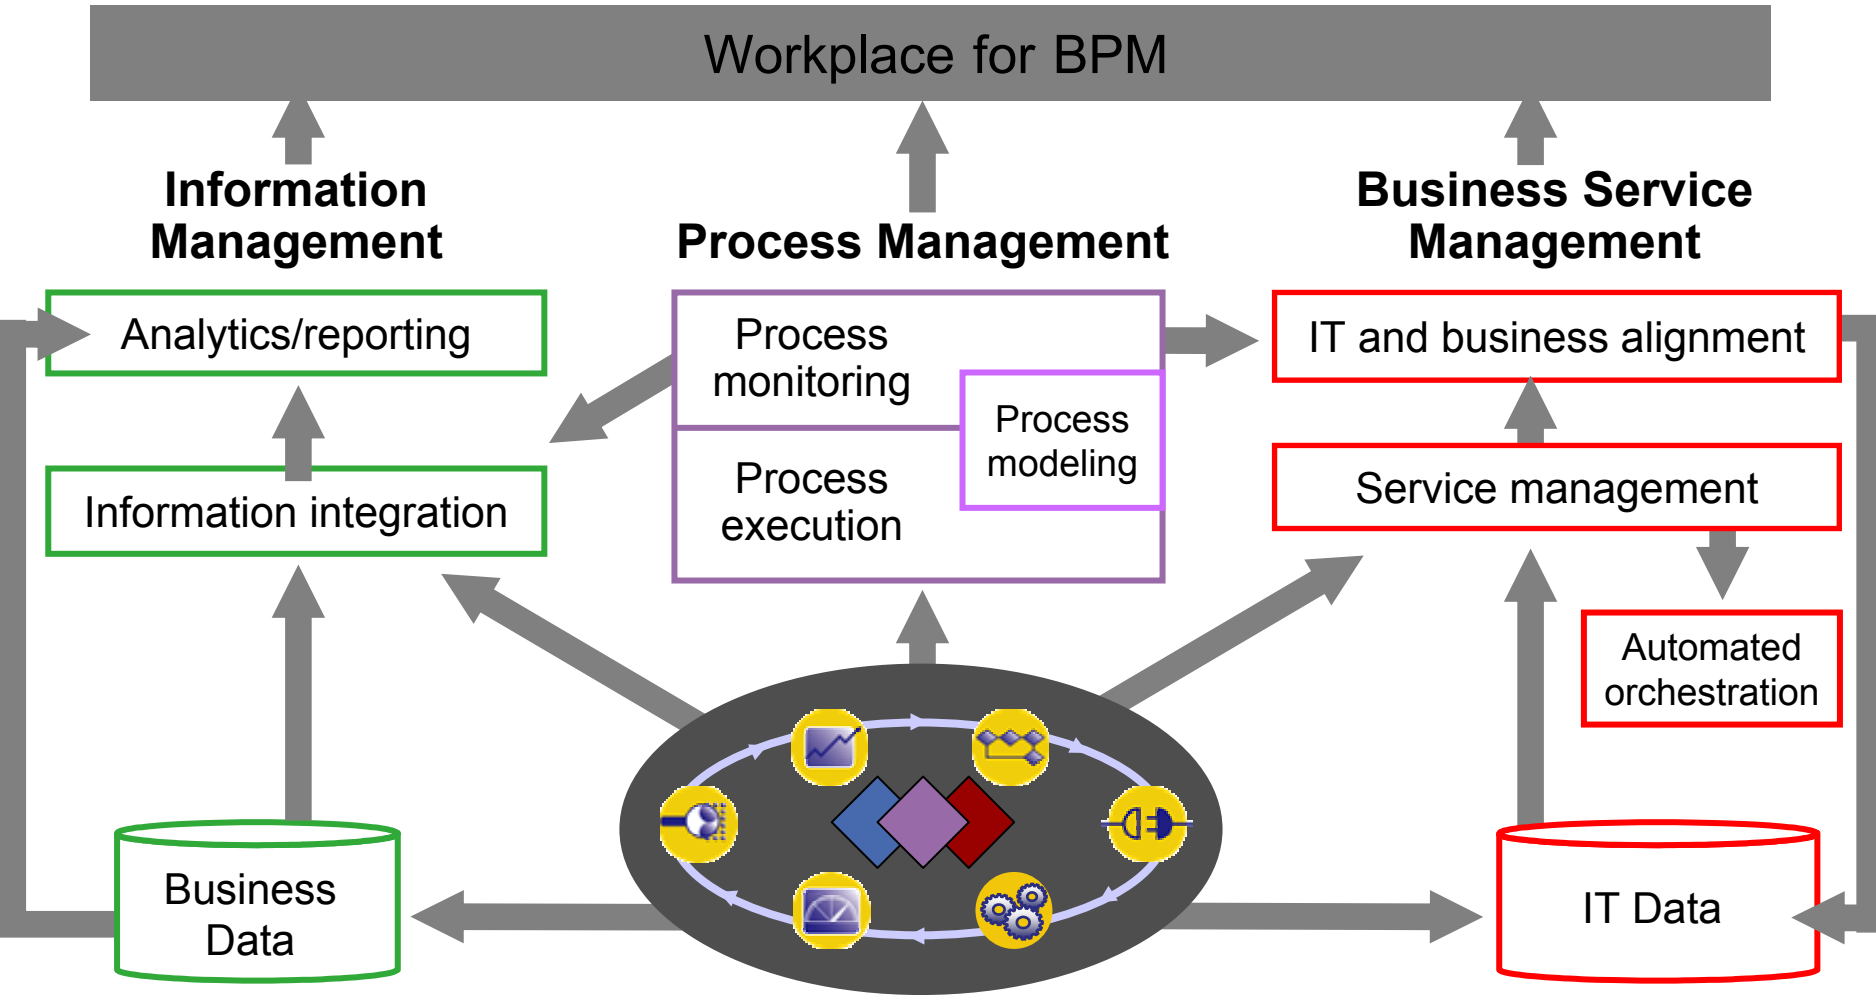 Workplace for BPM
Information
Management
Process Management
Business Service
Management
Analytics/reporting
Process
monitoring
IT and business alignment
Process
modeling
Information integration
Process
execution
Service management
Automated
orchestration
Business
Data
IT Data